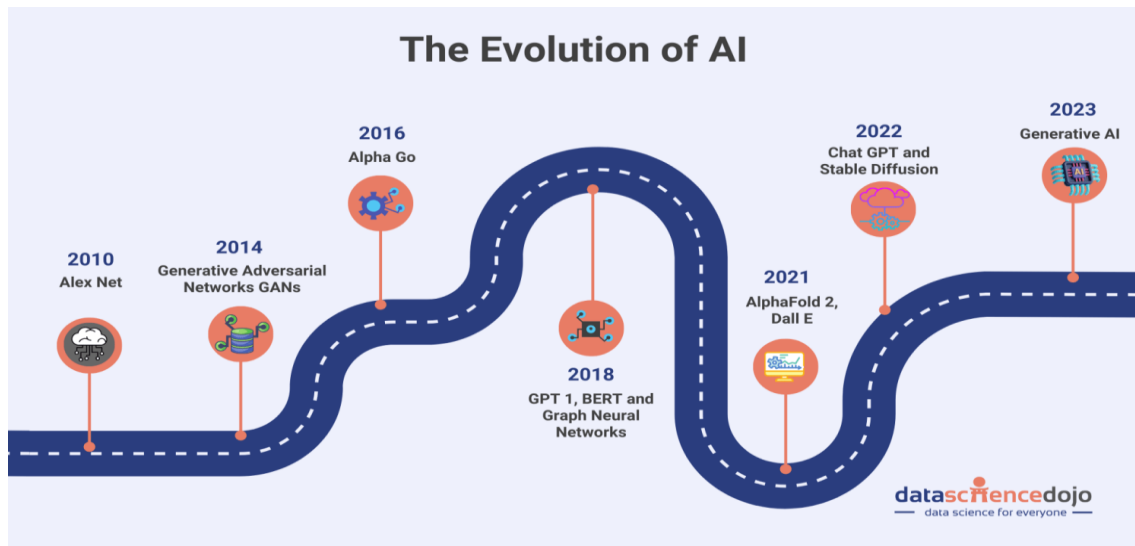 The Evolution of AI
2010
Alex Net
2014
Generative Adversarial
Networks GANs
2016
Alpha Go
2018
GPT 1, BERT and
Graph Neural
Networks
2021
AlphaFold 2,
Dall E
2022
Chat GPT and
Stable Diffusion
2023
Generative AI
AI
datasciencedojo
data science for everyone